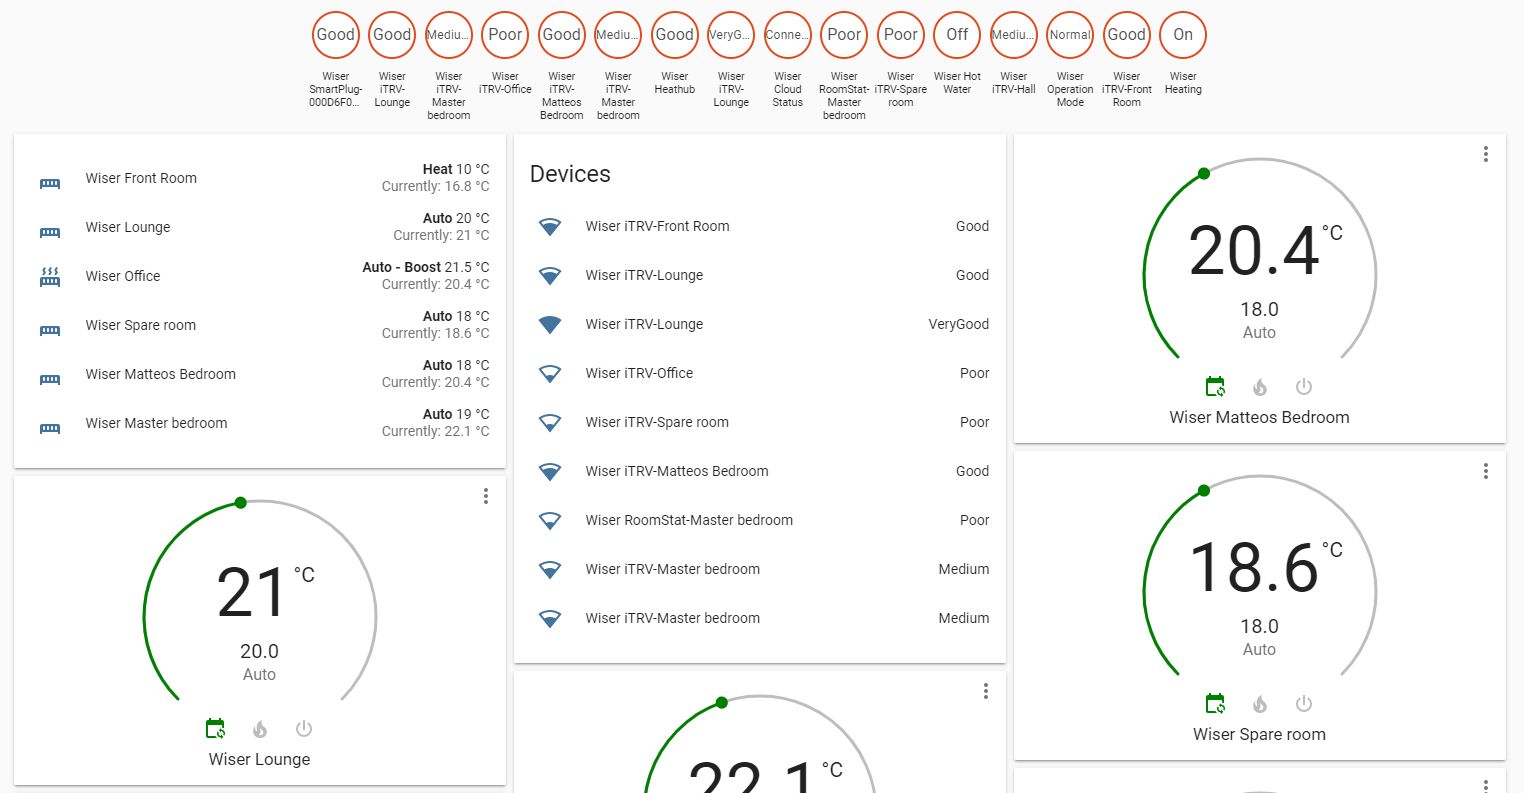 Good
Good
Mediu...
Poor
Good
Mediu...
Good
VeryG...
Conne...
Poor
Poor
Off
Mediu...
Normal
Good
On
Wiser
SmartPlug-
000D6F0...
Wiser
iTRV-
Lounge
Wiser
iTRV-
Master
bedroom
Wiser
iTRV-Office
Wiser
iTRV-
Matteos
Bedroom
Wiser
iTRV-
Master
bedroom
Wiser
Heathub
Wiser
iTRV-
Lounge
Wiser
Cloud
Status
Wiser
RoomStat-
Master
bedroom
Wiser
iTRV-Spare
room
Wiser Hot
Water
Wiser
iTRV-Hall
Wiser
Operation
Mode
Wiser
iTRV-Front
Room
Wiser
Heating
Wiser Front Room
Heat 10 °C
Currently: 16.8 °C
Wiser Lounge
Auto 20 °C
Currently: 21 °C
Wiser Office
Auto - Boost 21.5 °C
Currently: 20.4 °C
Wiser Spare room
Auto 18 °C
Currently: 18.6 °C
Wiser Matteos Bedroom
Auto 18 °C
Currently: 20.4 °C
Wiser Master bedroom
Auto 19 °C
Currently: 22.1 °C
21 °C
20.0
Auto
Wiser Lounge
Devices
Wiser iTRV-Front Room Good
Wiser iTRV-Lounge Good
Wiser iTRV-Lounge VeryGood
Wiser iTRV-Office Poor
Wiser iTRV-Spare room Poor
Wiser iTRV-Matteos Bedroom Good
Wiser RoomStat-Master bedroom Poor
Wiser iTRV-Master bedroom Medium
Wiser iTRV-Master bedroom Medium
22.1 °C
20.4 °C
18.0
Auto
Wiser Matteos Bedroom
18.6 °C
18.0
Auto
Wiser Spare room